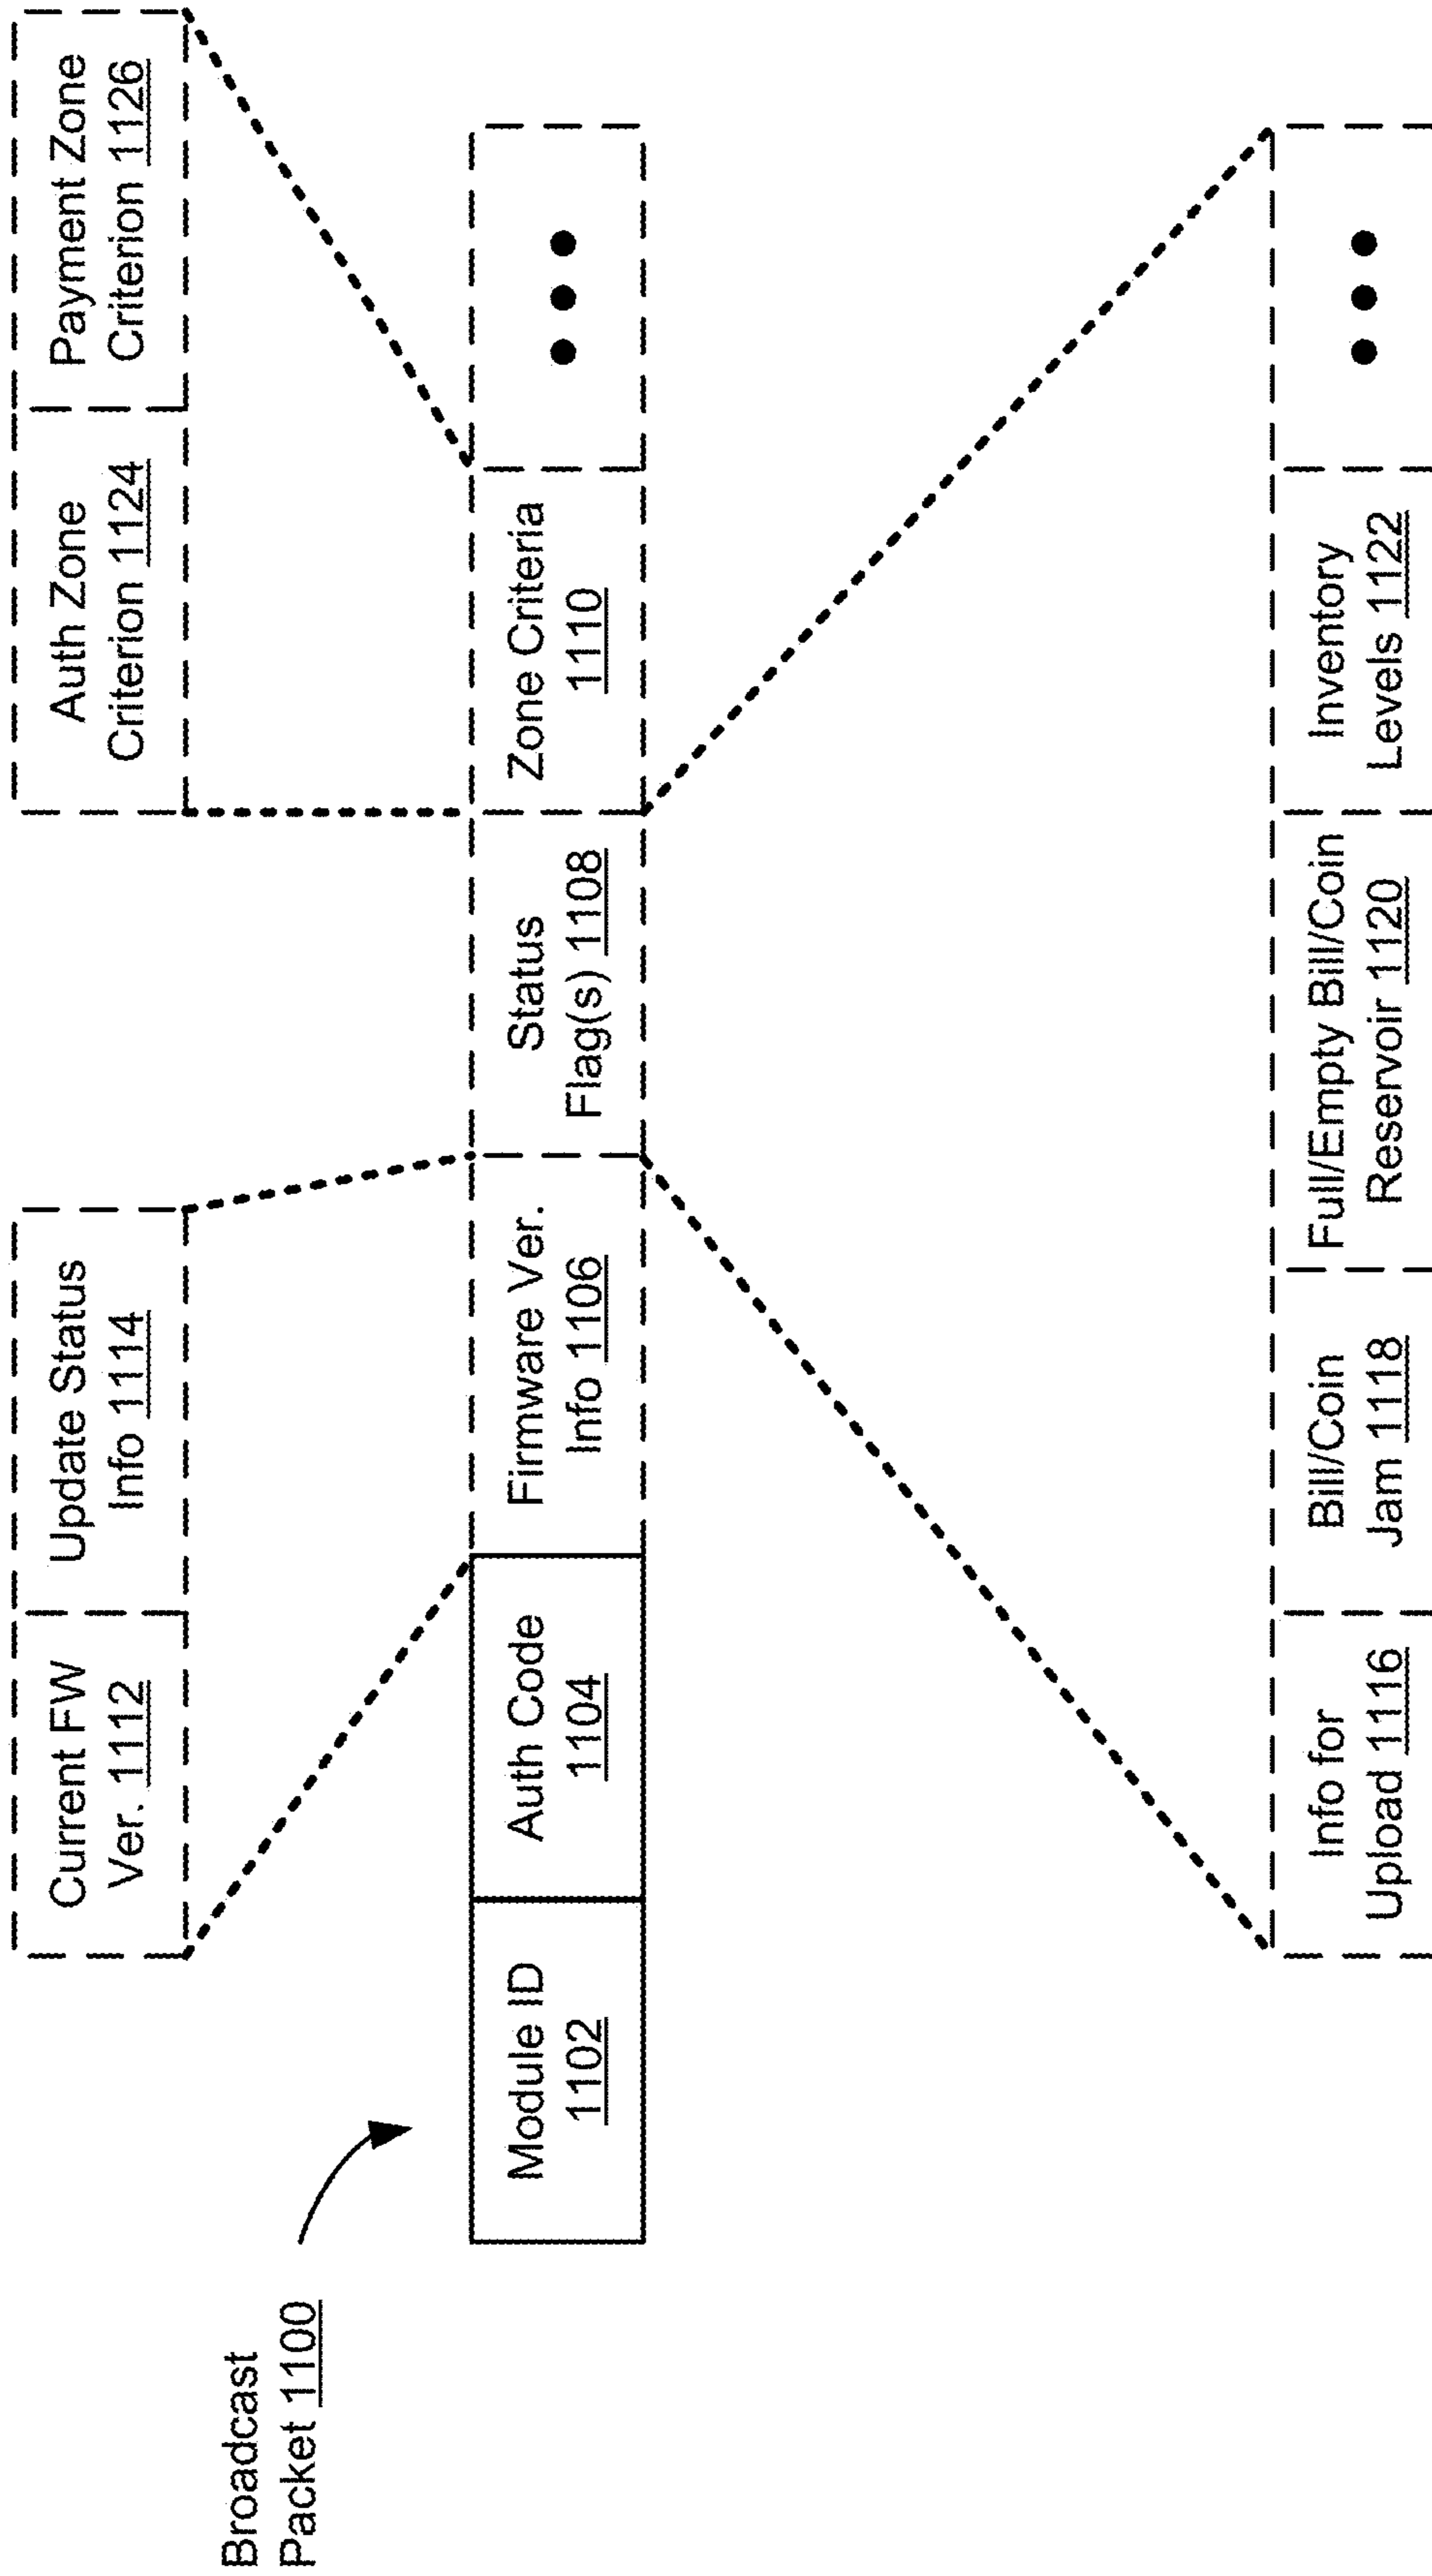 Current FW
Ver. 1112
Update Status
Info 1114
Auth Zone
Criterion 1124
Payment Zone
Criterion 1126
Broadcast
Packet 1100
Module ID
1102
Auth Code
1104
Firmware Ver.
Info 1106
Status
Flag(s) 1108
Zone Criteria
1110
Info for
Upload 1116
Bill/Coin
Jam 1118
Full/Empty Bill/Coin
Reservoir 1120
Inventory
Levels 1122